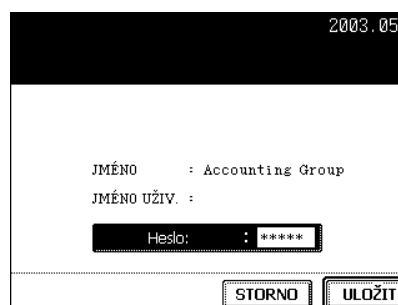 2003.05
JMÉNO : Accounting Group
JMÉNO UŽIV. :
Heslo: : *****
STORNO ULOŽIT